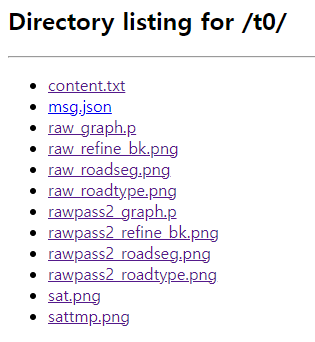 Directory listing for /t0/
content.txt
msg.json
raw_graph.p
raw_refine_bk.png
raw_roadseg.png
raw_roadtype.png
rawpass2_graph.p
rawpass2_refine_bk.png
rawpass2_roadseg.png
rawpass2_roadtype.png
sat.png
sattmp.png